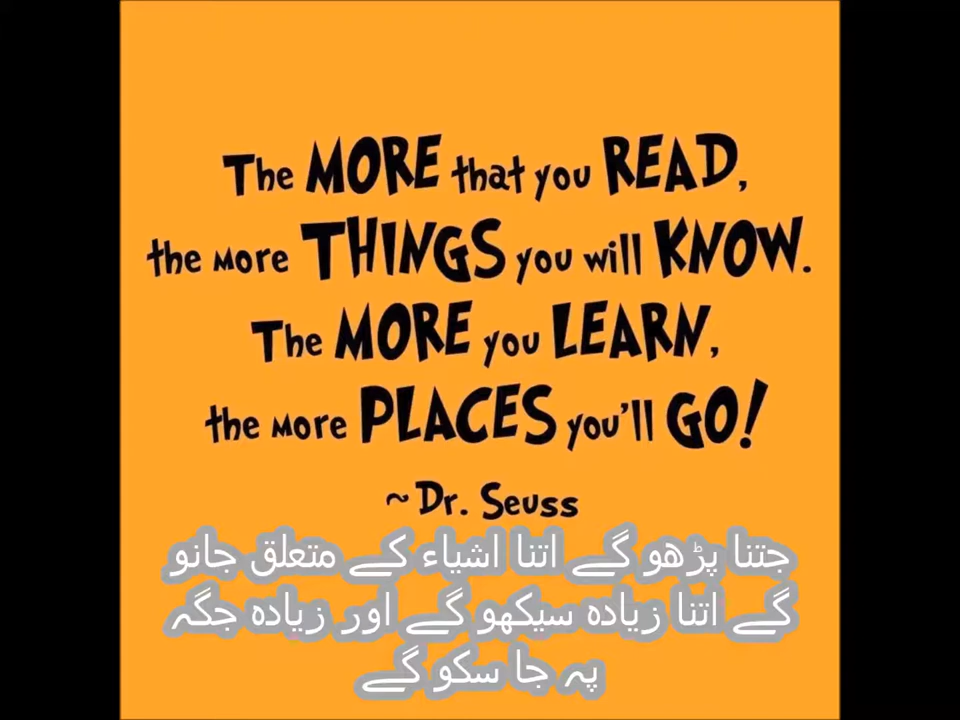 The MORE that you READ,
the more THINGS you will KNOW.
The MORE you LEARN,
the more PLACES you'll GO!
~Dr. Seuss
جتنا پڑھو گے اتنا اشیاء کے متعلق جانو
گے اتنا زیادہ سیکھو گے اور زیادہ جگہ
پہ جا سکو گے